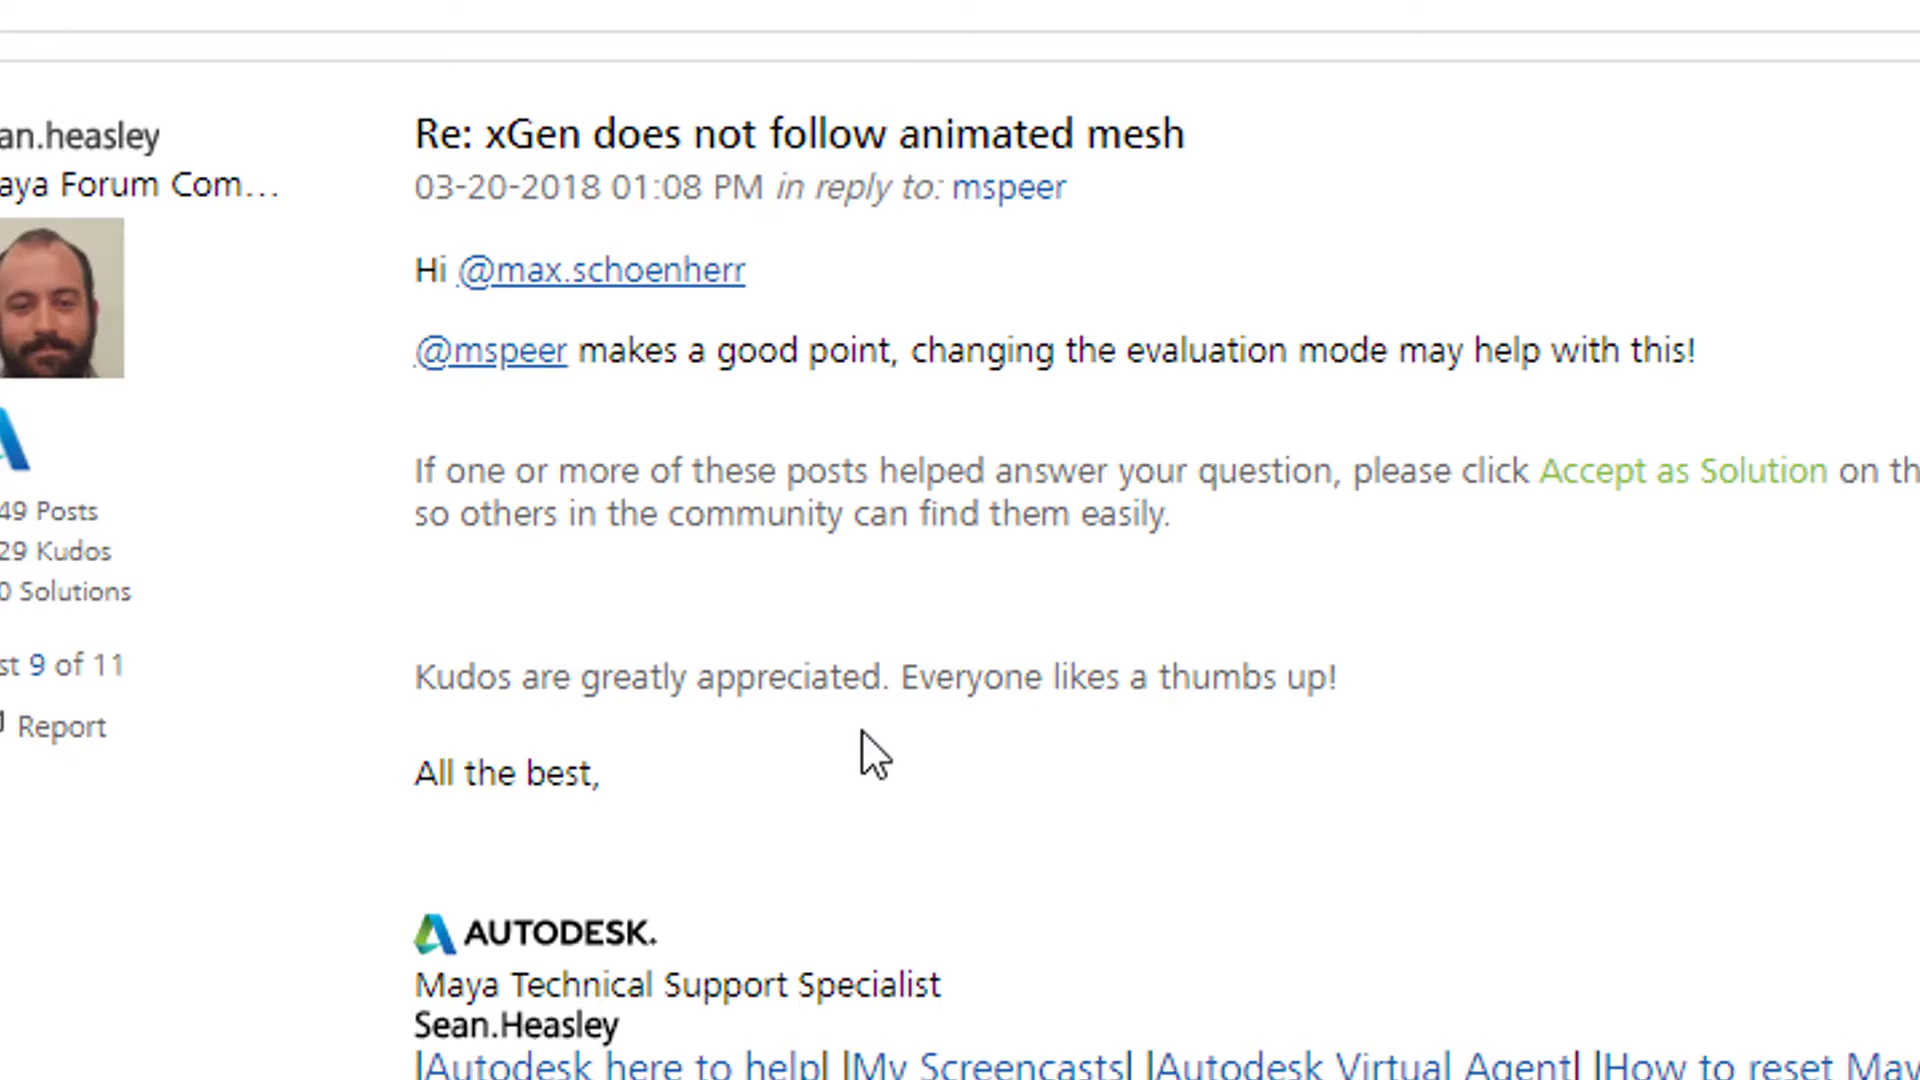 an.heasley
aya Forum Com...
49 Posts
29 Kudos
0 Solutions
st 9 of 11
Report
Re: xGen does not follow animated mesh
03-20-2018 01:08 PM in reply to: mspeer
Hi @max.schoenherr
@mspeer makes a good point, changing the evaluation mode may help with this!
If one or more of these posts helped answer your question, please click Accept as Solution on th
so others in the community can find them easily.
Kudos are greatly appreciated. Everyone likes a thumbs up!
All the best,
AUTODESK.
Maya Technical Support Specialist
Sean.Heasley
|Autodesk here to help| |My Screencasts| |Autodesk Virtual Agent| |How to reset May